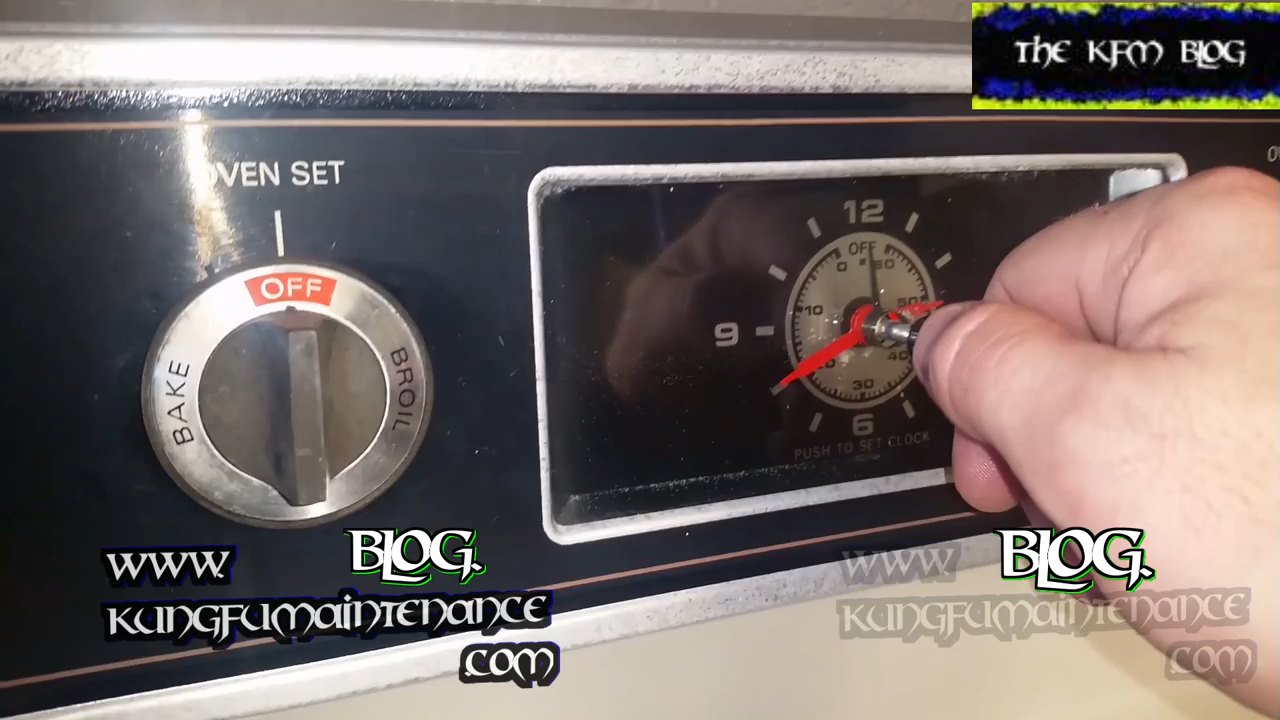 THE KFM BLOG
OVEN SET
OFF
BAKE
BROIL
12
OFF
0
50
10
9
40
30
6
PUSH TO SET CLOCK
www.
BLOG.
KUNGFUMAINTENANCE
.COM
www.
BLOG.
KUNGFUMAINTENANCE
.COM